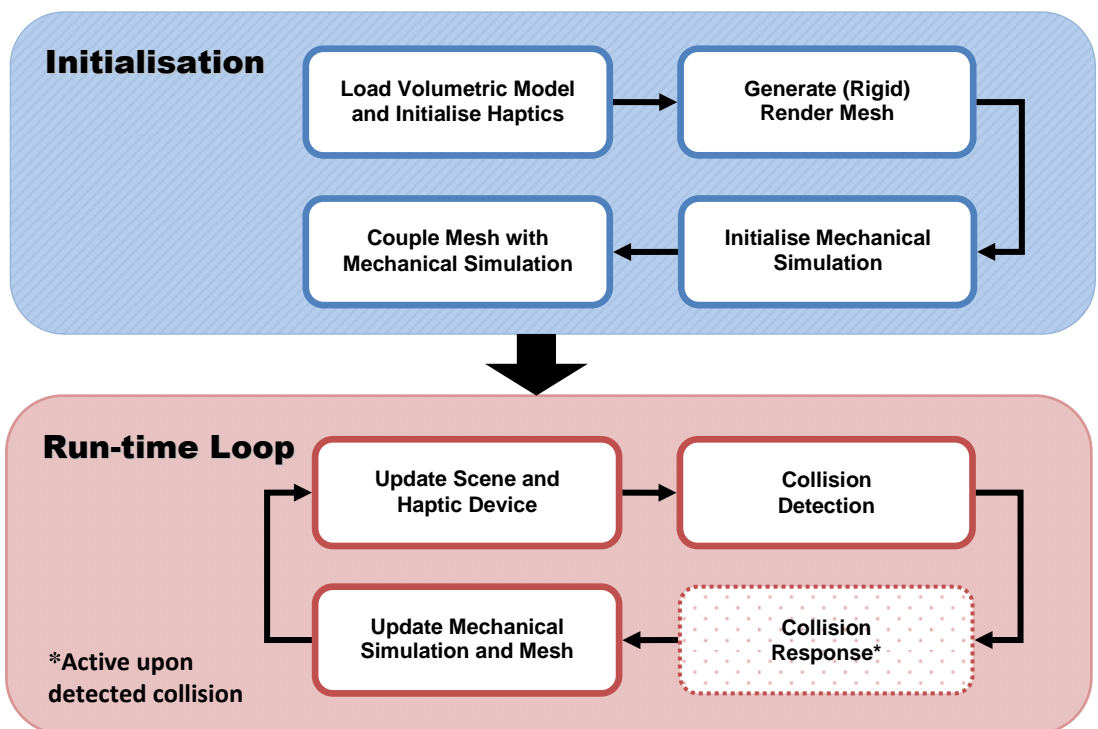 Initialisation
Load Volumetric Model
and Initialise Haptics
Generate (Rigid)
Render Mesh
Initialise Mechanical
Simulation
Couple Mesh with
Mechanical Simulation
Run-time Loop
Update Scene and
Haptic Device
Collision
Detection
Collision
Response*
Update Mechanical
Simulation and Mesh
*Active upon
detected collision